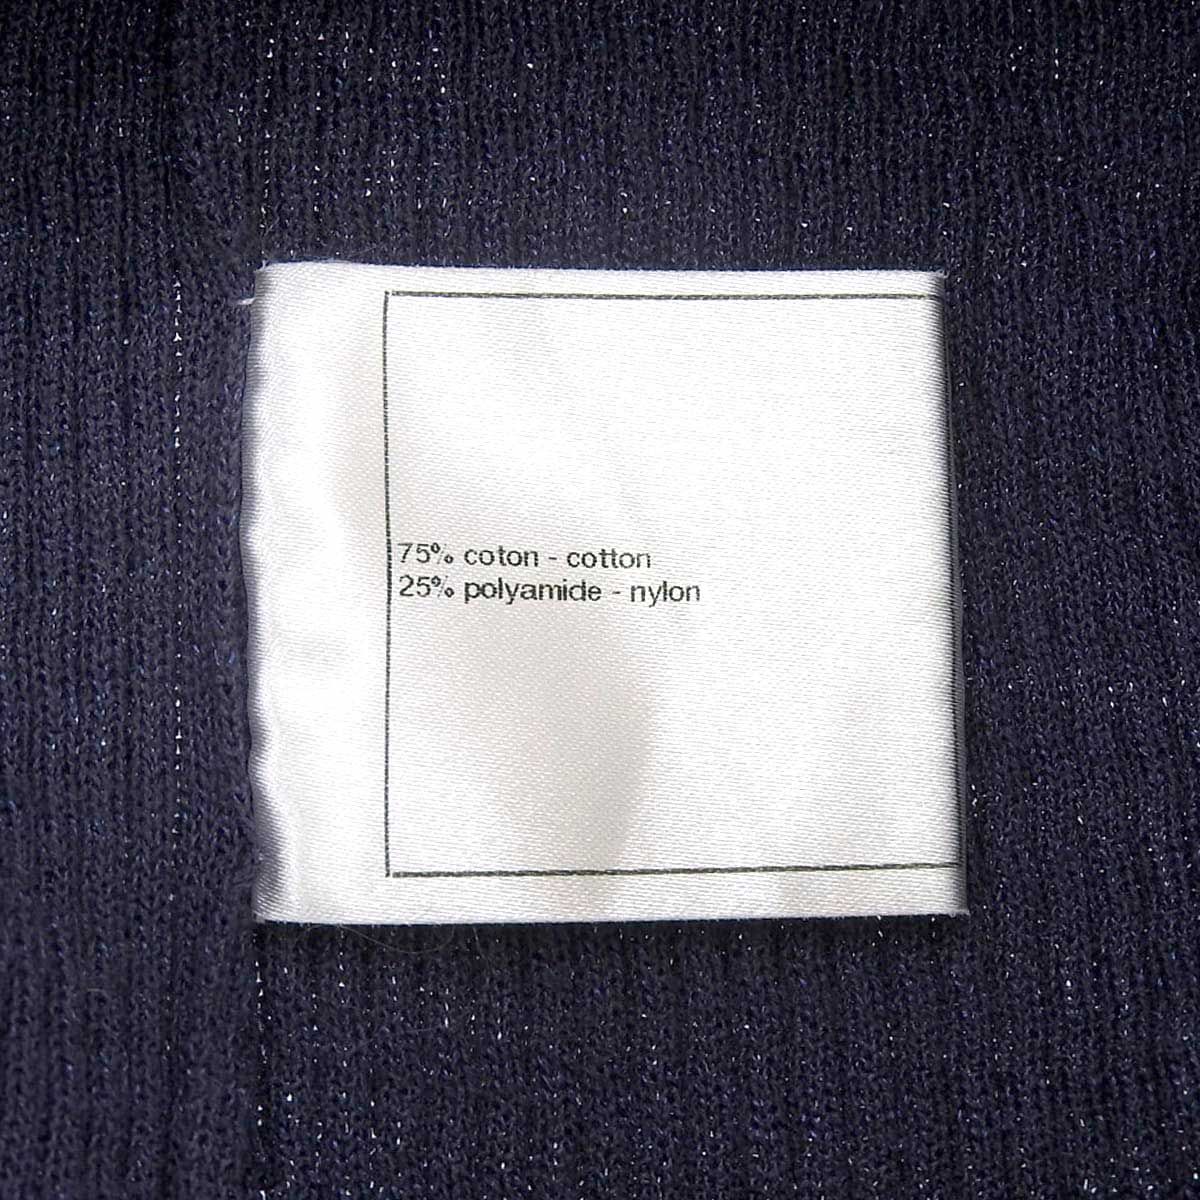 75% coton - cotton
25% polyamide - nylon